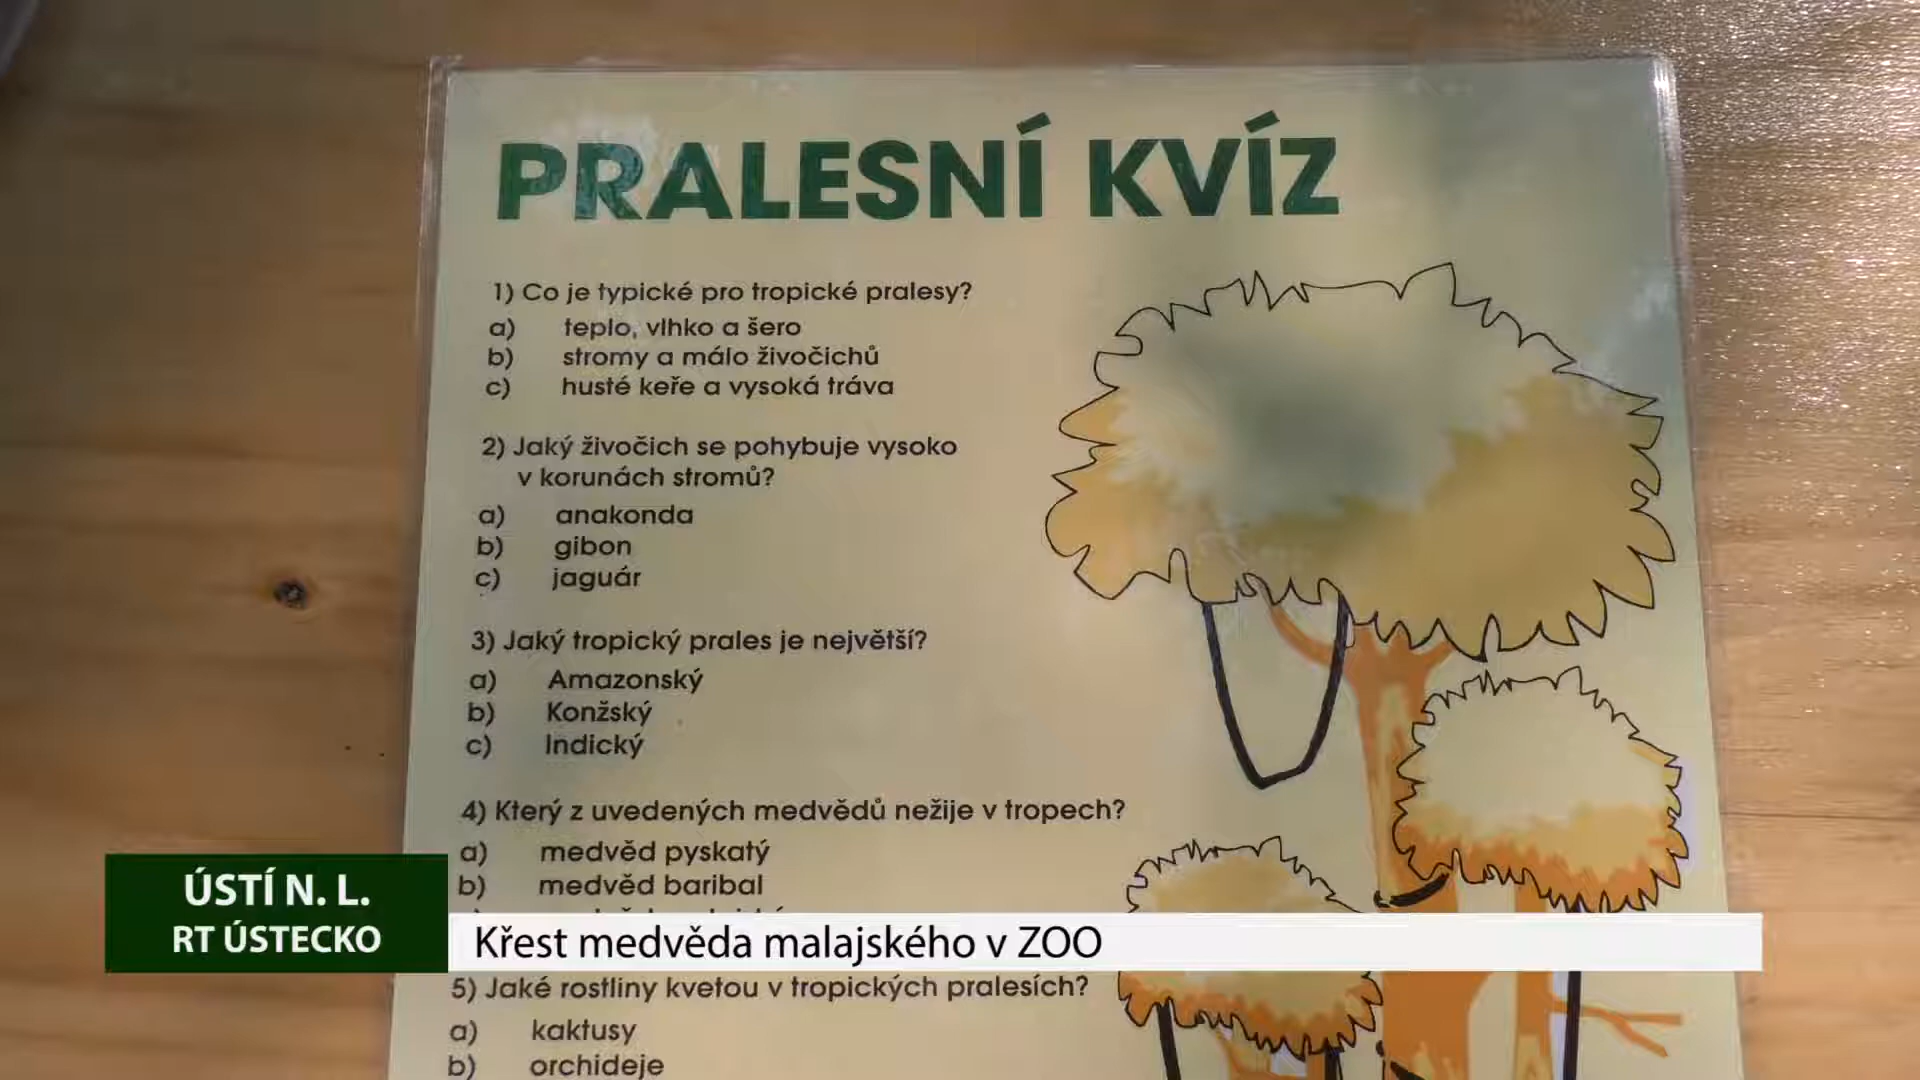 PRALESNÍ KVÍZ
1) Co je typické pro tropické pralesy?
a) teplo, vlhko a šero
b) stromy a málo živočichů
c) husté keře a vysoká tráva
2) Jaký živočich se pohybuje vysoko
v korunách stromů?
a) anakonda
b) gibon
c) jaguár
3) Jaký tropický prales je největší?
a) Amazonský
b) Konžský
c) Indický
4) Který z uvedených medvědů nežije v tropech?
a) medvěd pyskatý
b) medvěd baribal
ÚSTÍ N. L.
RT ÚSTECKO
Křest medvěda malajského v ZOO
5) Jaké rostliny kvetou v tropických pralesích?
a) kaktusy
b) orchideje